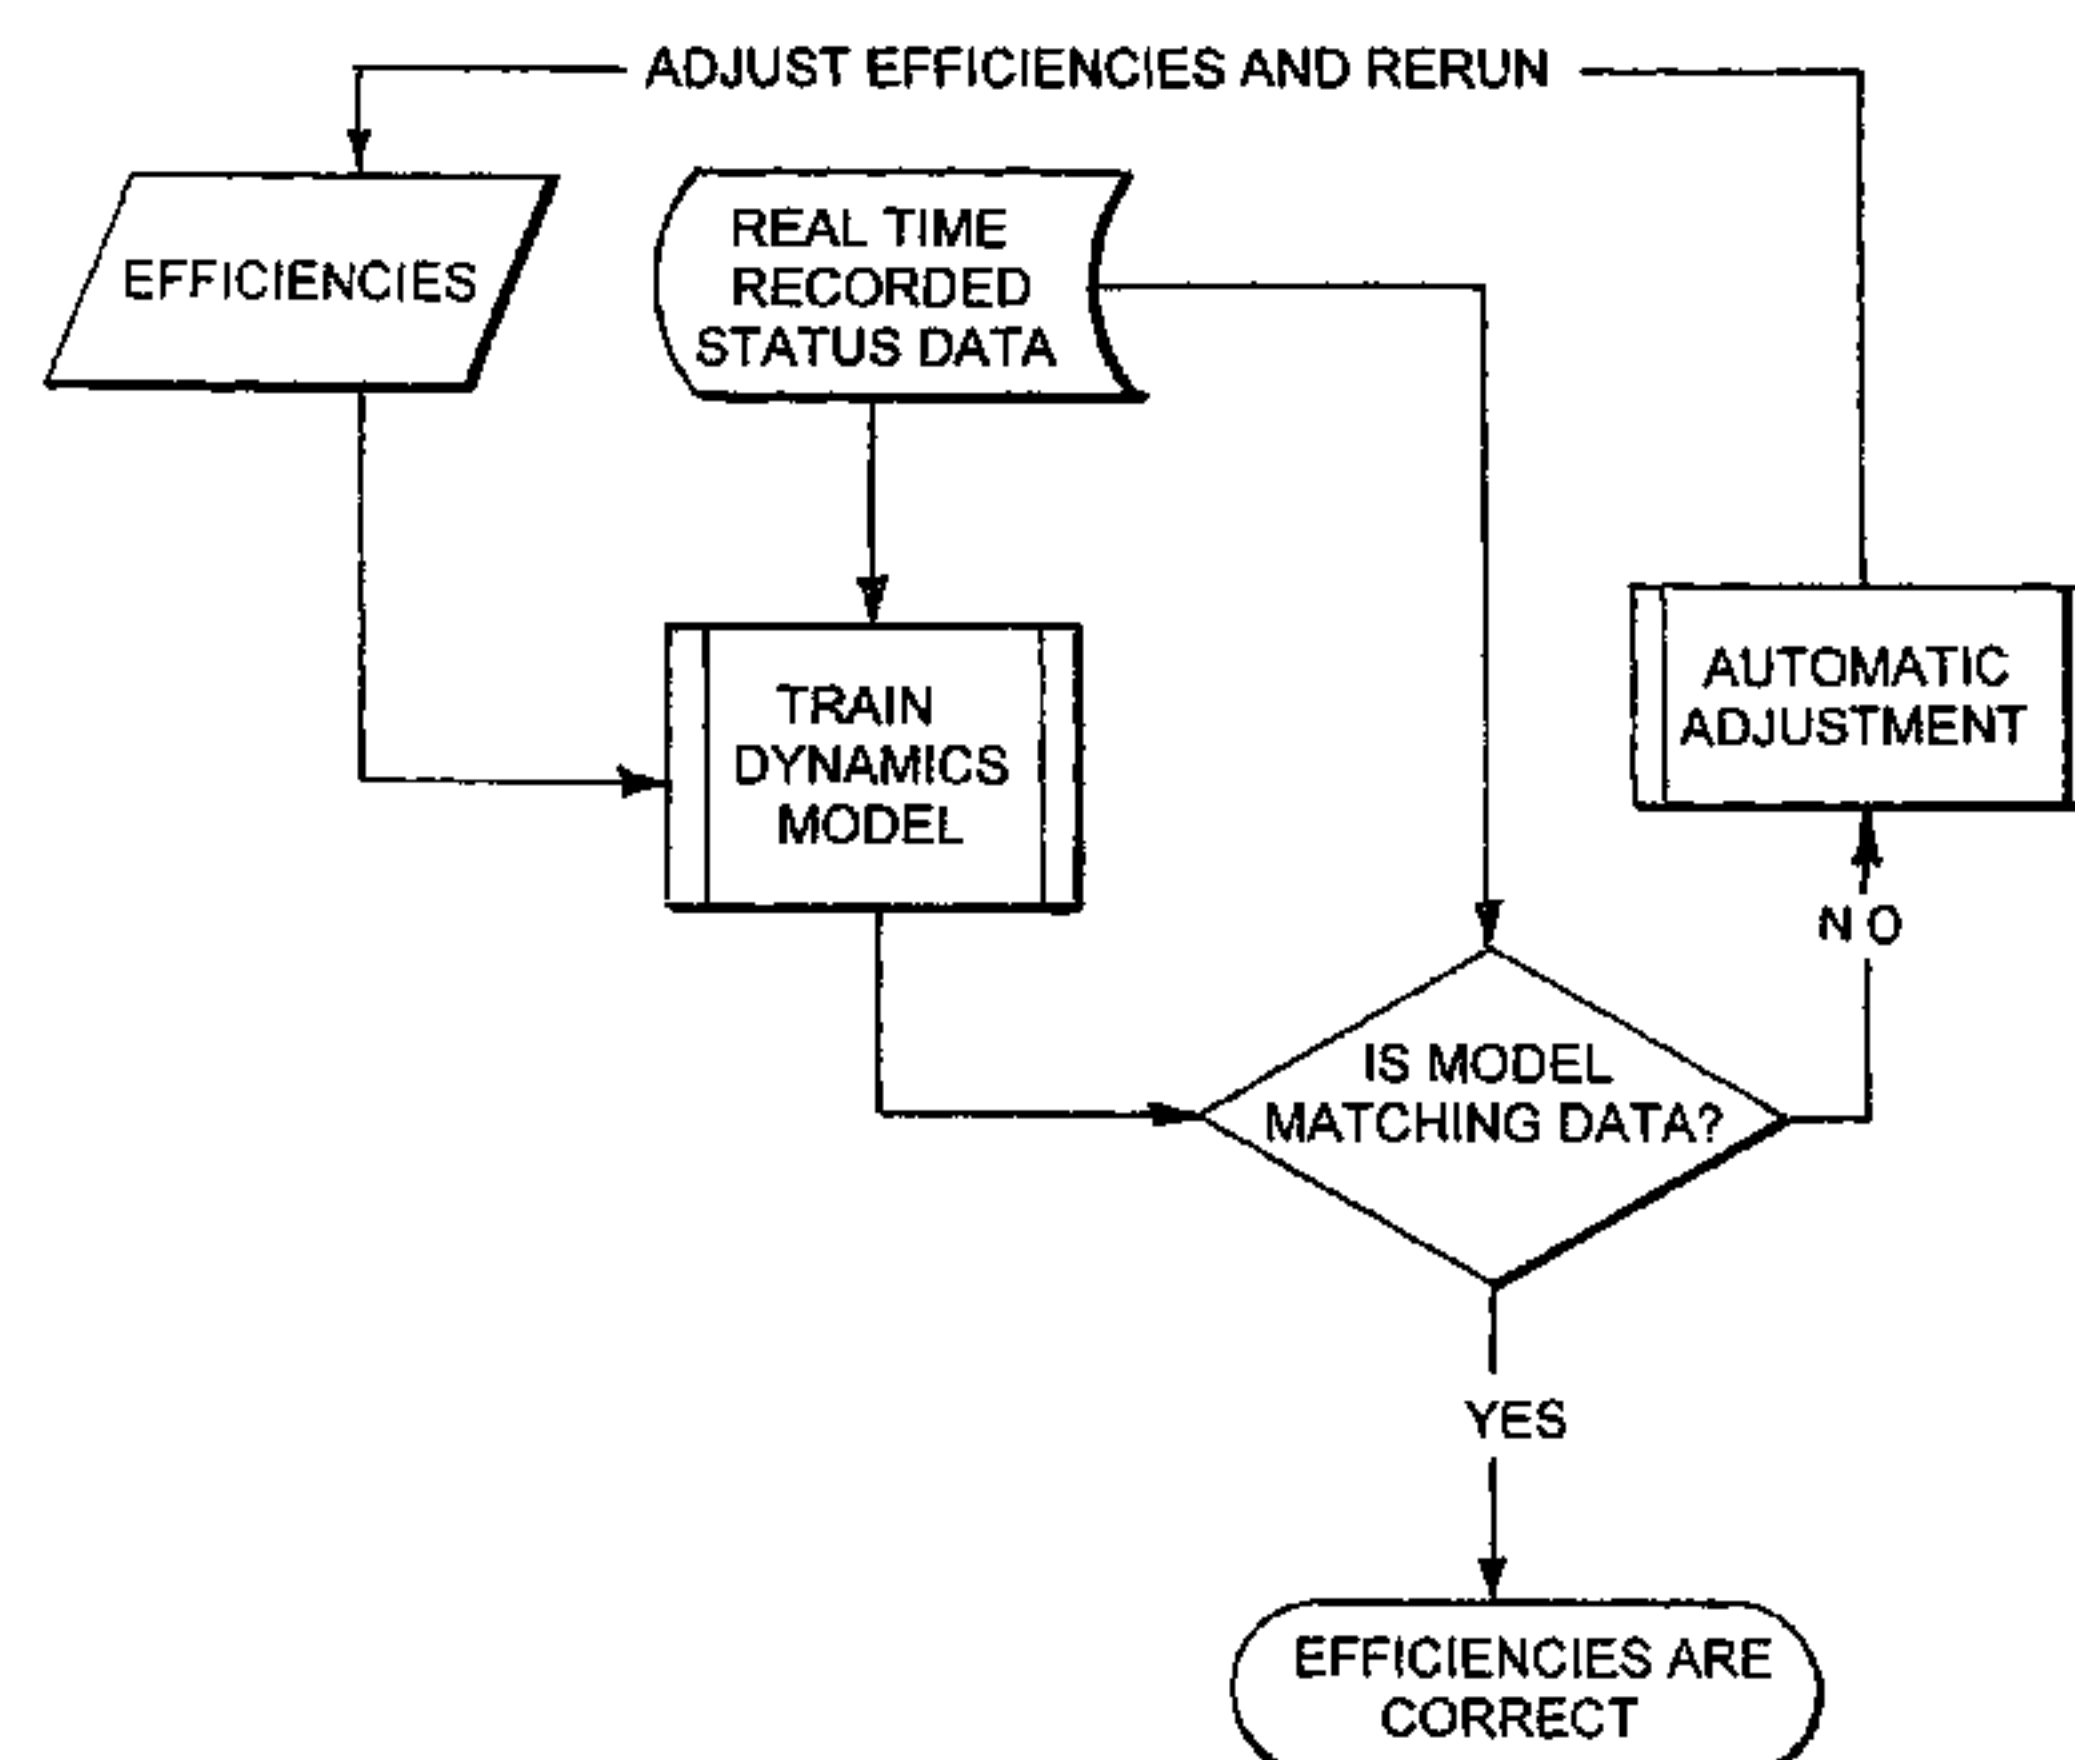 ADJUST EFFICIENCIES AND RERUN
EFFICIENCIES
REAL TIME
RECORDED
STATUS DATA
TRAIN
DYNAMICS
MODEL
AUTOMATIC
ADJUSTMENT
NO
IS MODEL
MATCHING DATA?
YES
EFFICIENCIES ARE
CORRECT